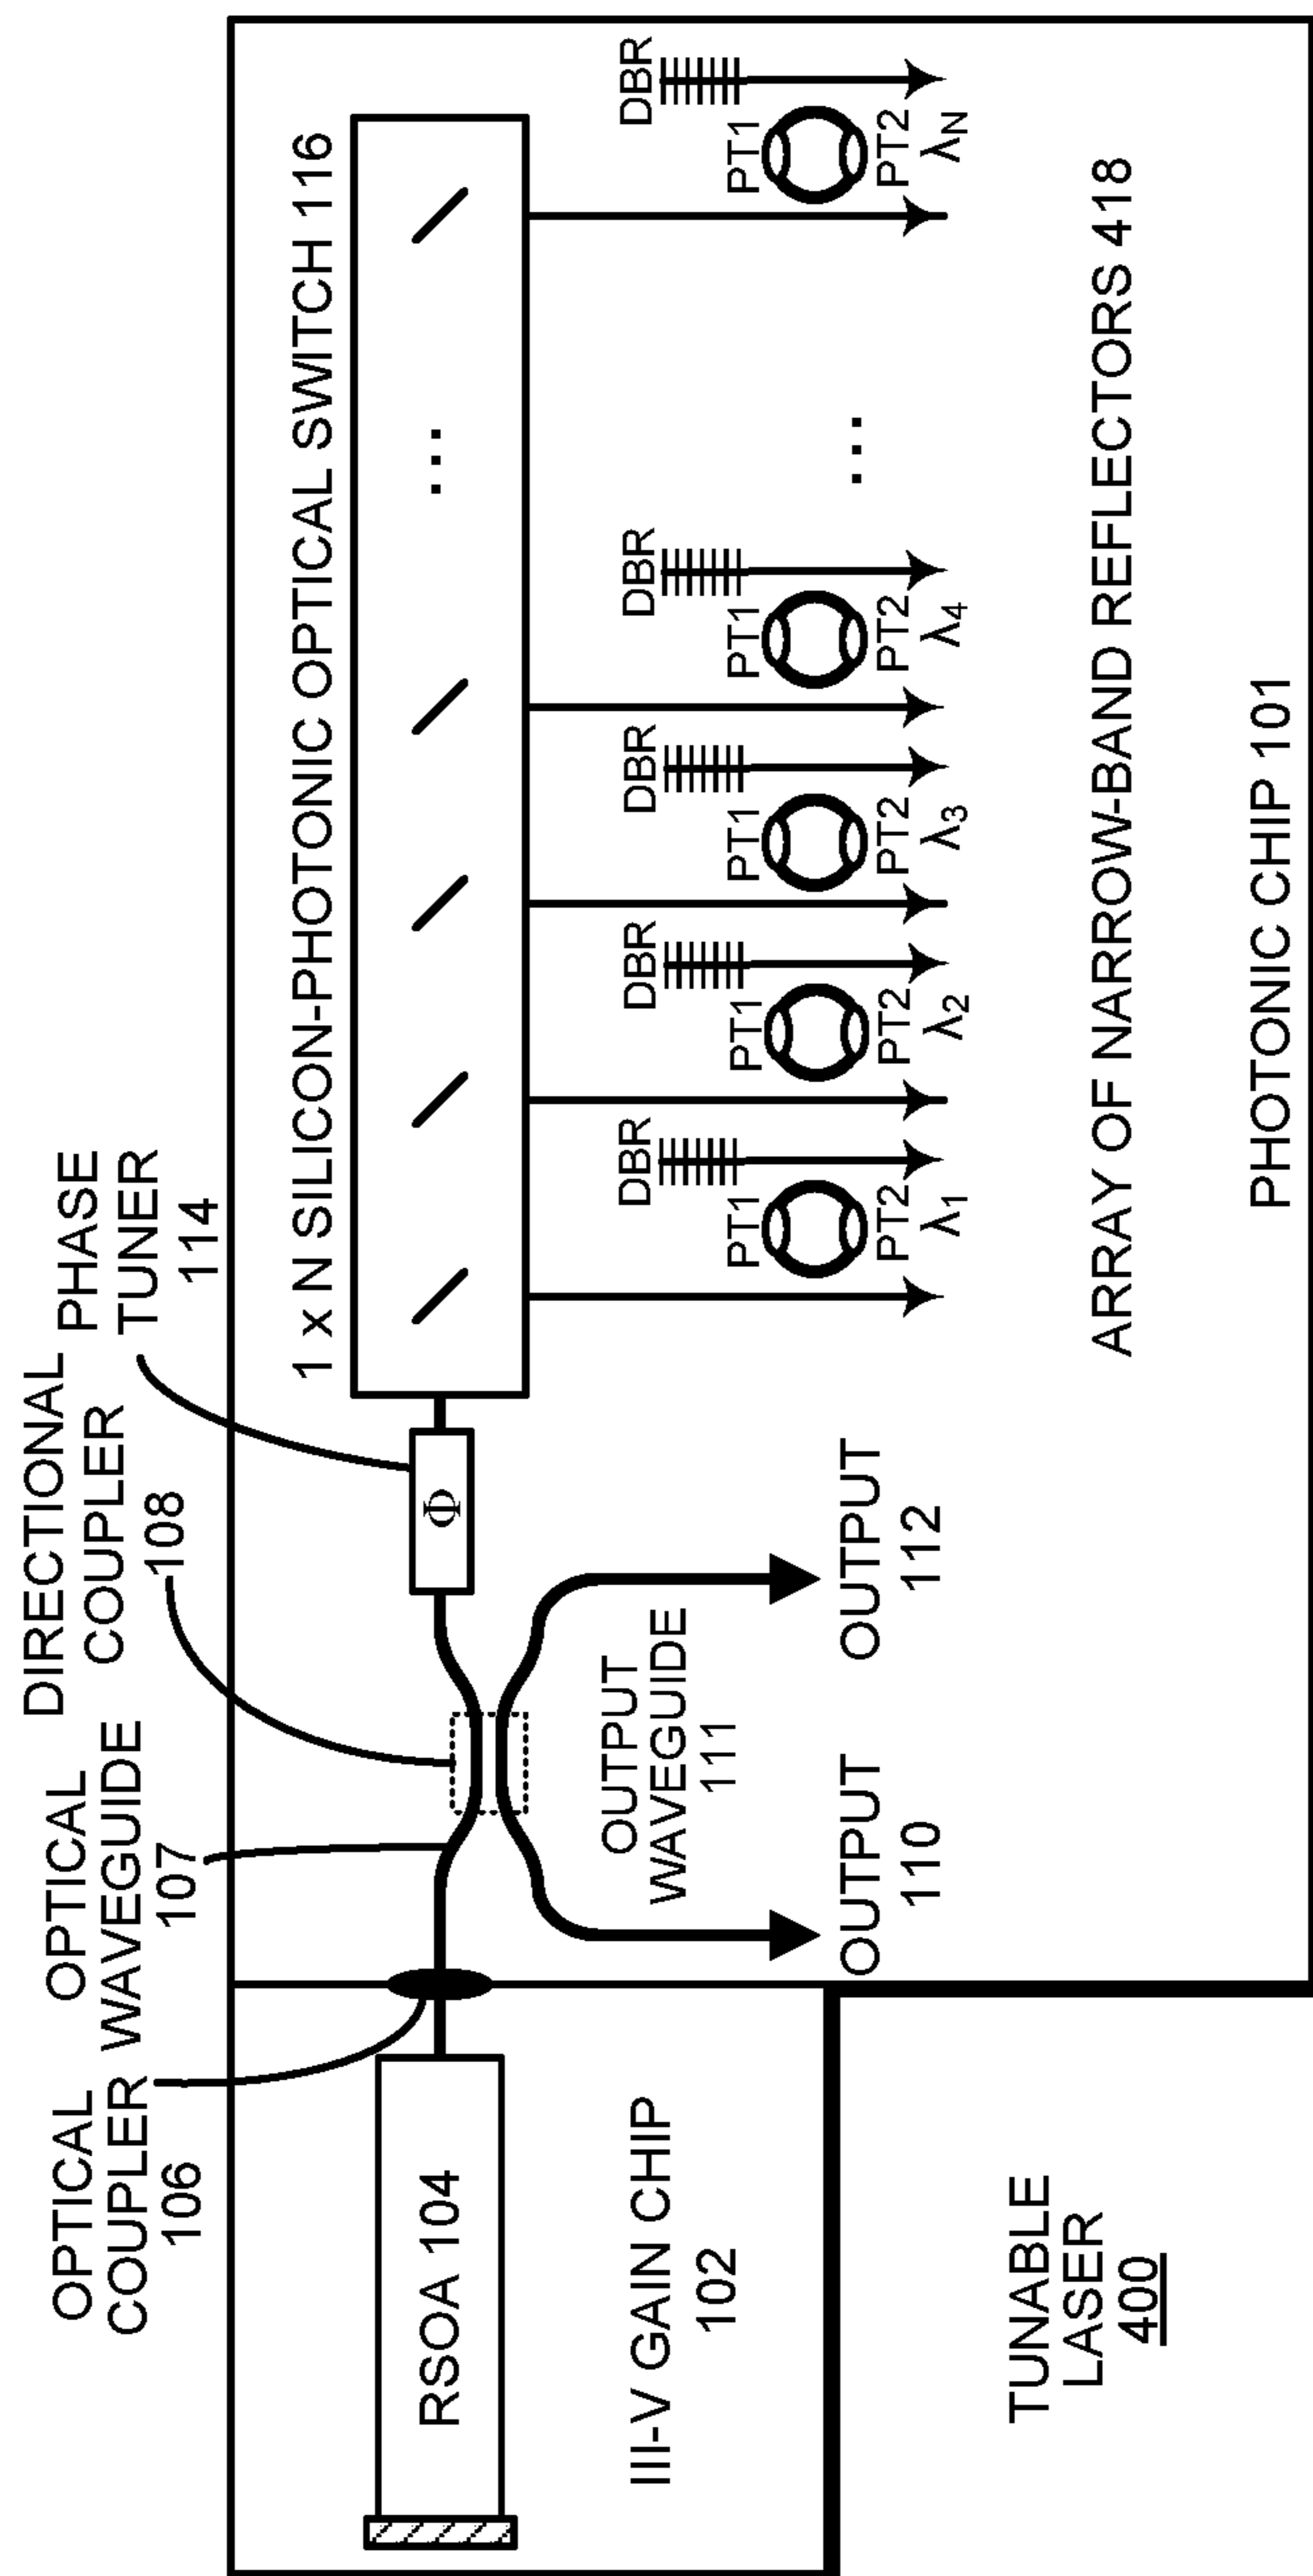 OPTICAL
COUPLER
106
OPTICAL
WAVEGUIDE
107
DIRECTIONAL
COUPLER
108
PHASE
TUNER
114
1 x N SILICON-PHOTONIC OPTICAL SWITCH 116
...
RSOA 104
Φ
III-V GAIN CHIP
102
OUTPUT
WAVEGUIDE
111
OUTPUT
110
OUTPUT
112
DBR
PT1
PT2
λ1
DBR
PT1
PT2
λ2
DBR
PT1
PT2
λ3
DBR
PT1
PT2
λ4
...
DBR
PT1
PT2
λN
ARRAY OF NARROW-BAND REFLECTORS 418
PHOTONIC CHIP 101
TUNABLE
LASER
400